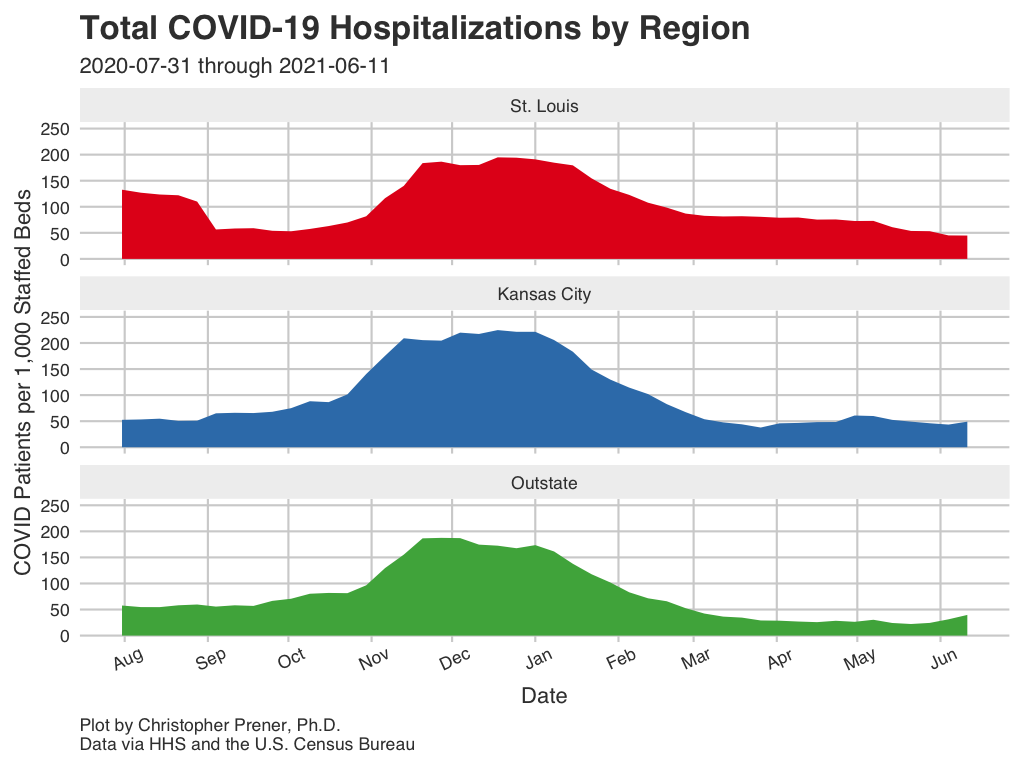 Total COVID-19 Hospitalizations by Region
2020-07-31 through 2021-06-11
COVID Patients per 1,000 Staffed Beds
St. Louis
250
200
150
100
50
0
Kansas City
250
200
150
100
50
0
Outstate
250
200
150
100
50
0
Aug Sep Oct Nov Dec Jan Feb Mar Apr May Jun
Date
Plot by Christopher Prener, Ph.D.
Data via HHS and the U.S. Census Bureau